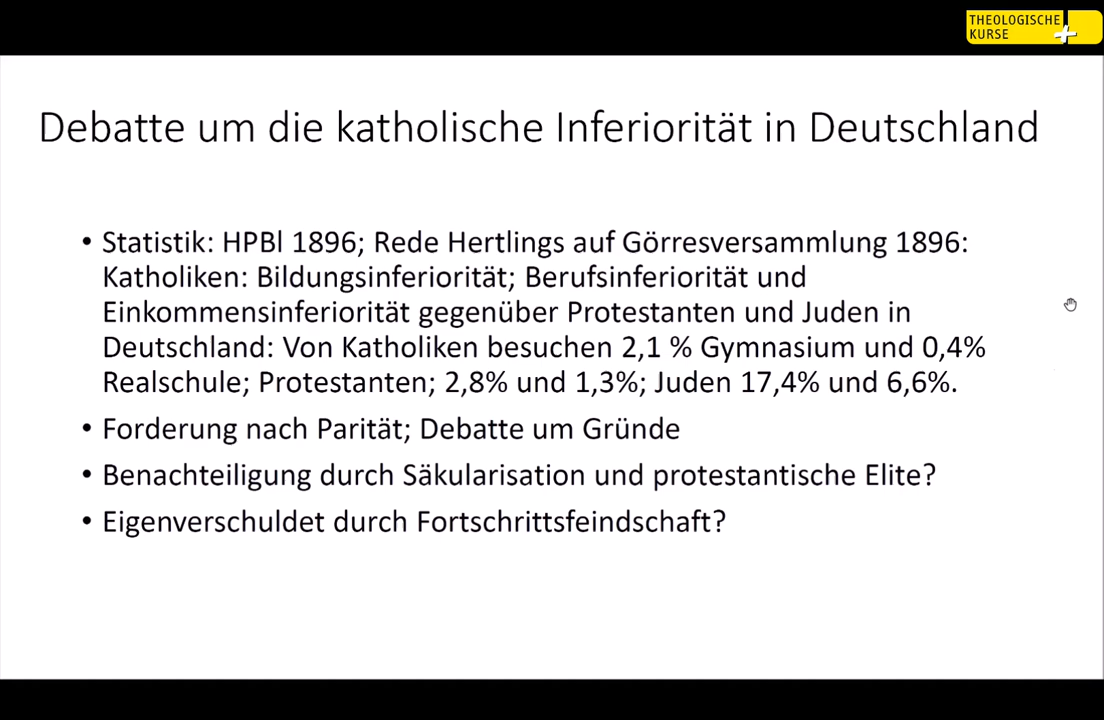 THEOLOGISCHE
KURSE
Debatte um die katholische Inferiorität in Deutschland
• Statistik: HPBl 1896; Rede Hertlings auf Görresversammlung 1896:
Katholiken: Bildungsinferiorität; Berufsinferiorität und
Einkommensinferiorität gegenüber Protestanten und Juden in
Deutschland: Von Katholiken besuchen 2,1 % Gymnasium und 0,4%
Realschule; Protestanten; 2,8% und 1,3%; Juden 17,4% und 6,6%.
• Forderung nach Parität; Debatte um Gründe
• Benachteiligung durch Säkularisation und protestantische Elite?
• Eigenverschuldet durch Fortschrittsfeindschaft?